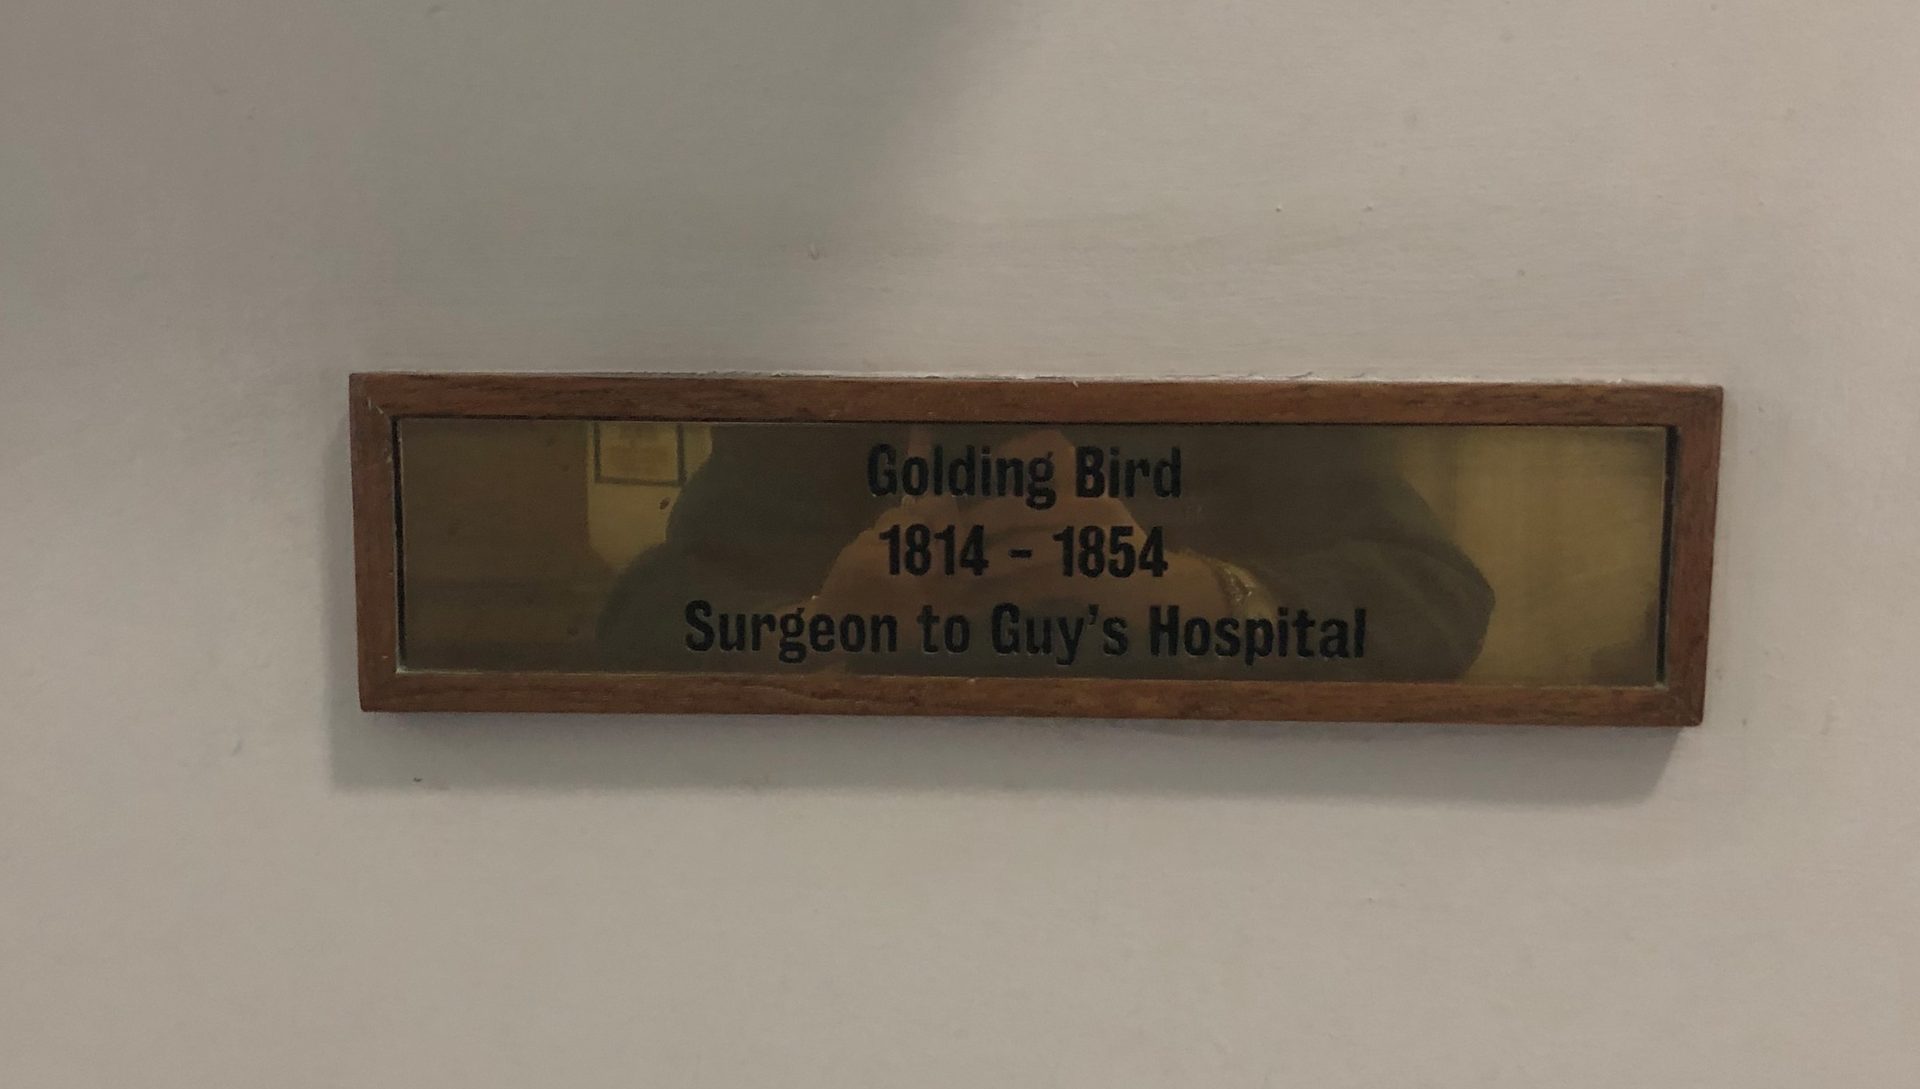 Golding Bird
1814 - 1854
Surgeon to Guy's Hospital